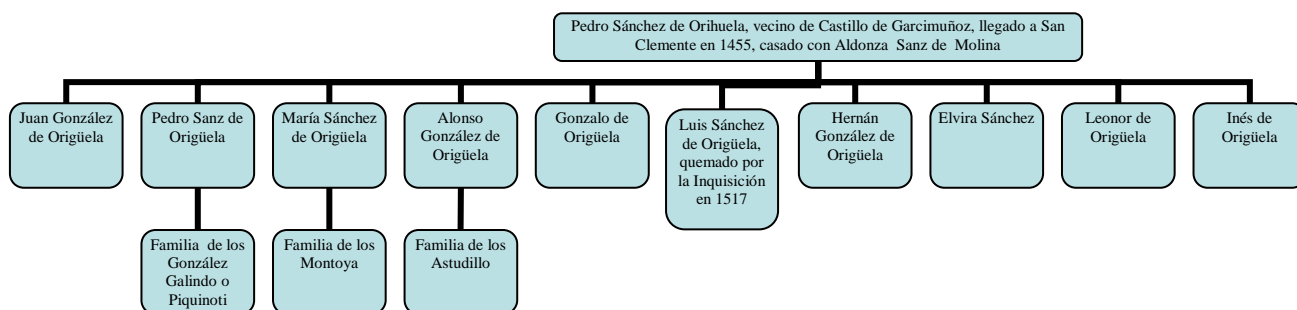 Pedro Sánchez de Orihuela, vecino de Castillo de Garcimuñoz, llegado a San
Clemente en 1455, casado con Aldonza Sanz de Molina
Juan González
de Origüela
Pedro Sanz de
Origüela
María Sánchez
de Origüela
Alonso
González de
Origüela
Gonzalo de
Origüela
Luis Sánchez
de Origüela,
quemado por
la Inquisición
en 1517
Hernán
González de
Origüela
Elvira Sánchez
Leonor de
Origüela
Inés de
Origüela
Familia de los
González
Galindo o
Piquinoti
Familia de los
Montoya
Familia de los
Astudillo